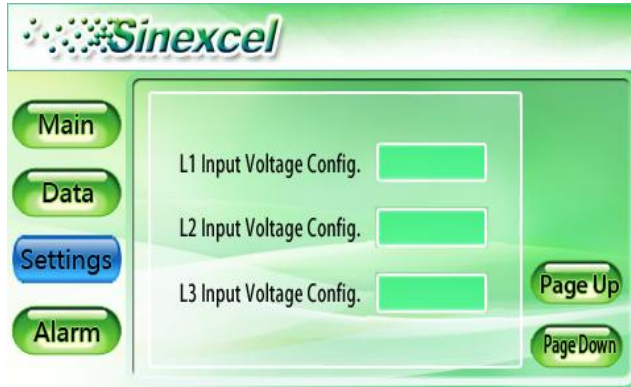 Sinexcel
Main
Data
Settings
Alarm
L1 Input Voltage Config.
L2 Input Voltage Config.
L3 Input Voltage Config.
Page Up
Page Down